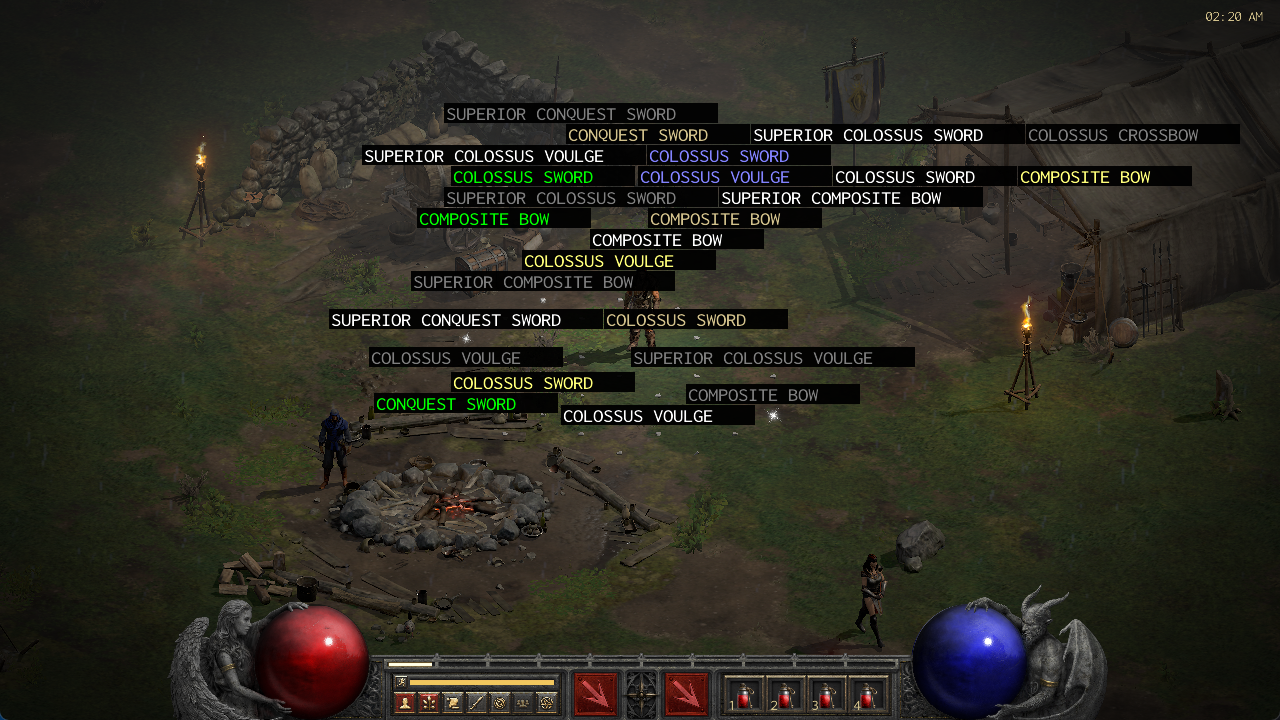 02:20 AM
SUPERIOR CONQUEST SWORD
CONQUEST SWORD SUPERIOR COLOSSUS SWORD COLOSSUS CROSSBOW
SUPERIOR COLOSSUS VOULGE COLOSSUS SWORD
COLOSSUS SWORD COLOSSUS VOULGE COLOSSUS SWORD COMPOSITE BOW
SUPERIOR COLOSSUS SWORD SUPERIOR COMPOSITE BOW
COMPOSITE BOW COMPOSITE BOW
COMPOSITE BOW
COLOSSUS VOULGE
SUPERIOR COMPOSITE BOW
SUPERIOR CONQUEST SWORD COLOSSUS SWORD
COLOSSUS VOULGE SUPERIOR COLOSSUS VOULGE
COLOSSUS SWORD
COMPOSITE BOW
CONQUEST SWORD
COLOSSUS VOULGE
1 2 3 4